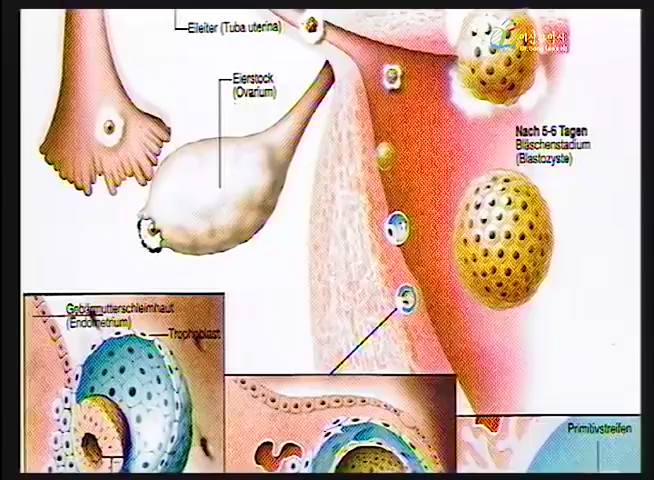 Eileiter (Tuba uterina)
Eierstock
(Ovarium)
Nach 5-6 Tagen
Bläschenstadium
(Blastozyste)
Gebärmutterschleimhaut
(Endometrium)
Trophoblast
Primitivstreifen